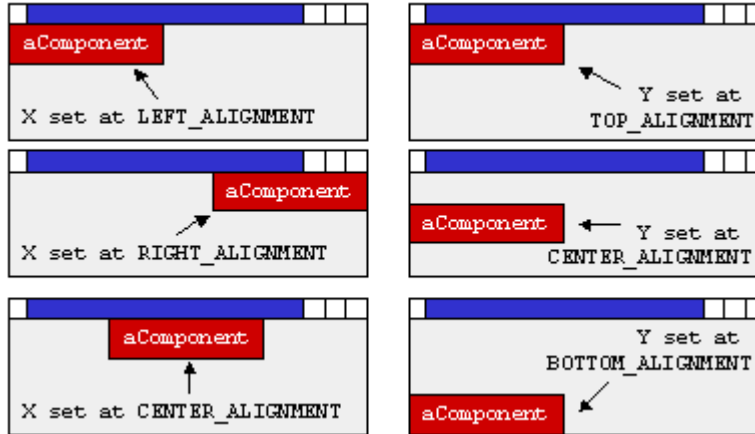 aComponent
X set at LEFT_ALIGNMENT
aComponent
Y set at
TOP_ALIGNMENT
aComponent
X set at RIGHT_ALIGNMENT
aComponent
Y set at
CENTER_ALIGNMENT
aComponent
X set at CENTER_ALIGNMENT
Y set at
BOTTOM_ALIGNMENT
aComponent